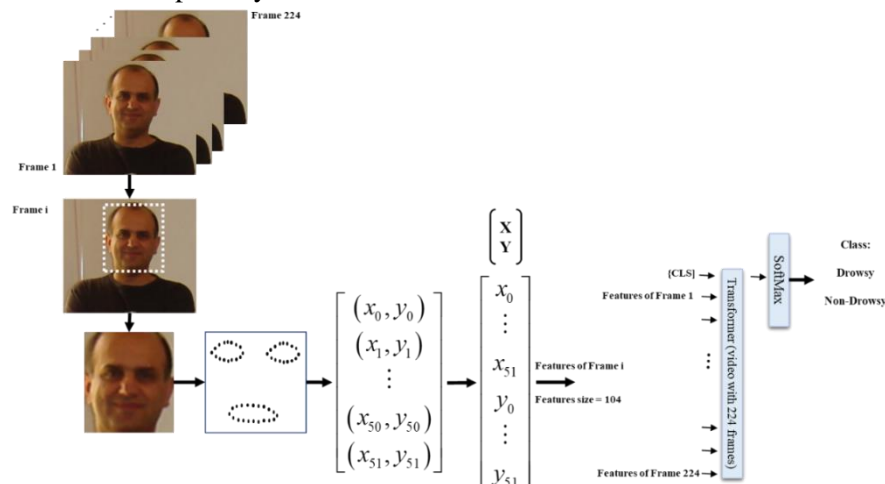 Frame 224
Frame 1
Frame i
(x₀, y₀)
(x₁, y₁)
⋮
(x₅₀, y₅₀)
(x₅₁, y₅₁)
X
Y
x₀
⋮
x₅₁
y₀
⋮
y₅₁
Features of Frame i
Features size = 104
[CLS]
Features of Frame 1
⋮
Features of Frame 224
Transformer (video with 224 frames)
SoftMax
Class:
Drowsy
Non-Drowsy